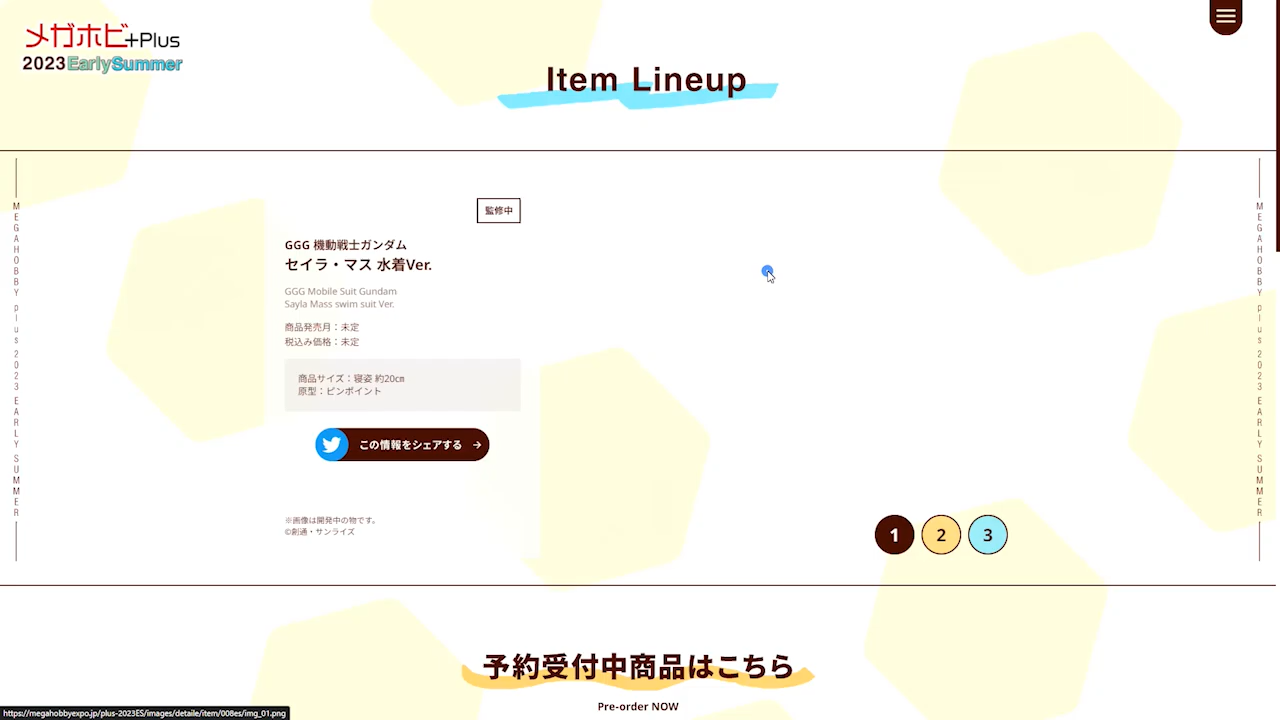 メガホビ+Plus
2023EarlySummer
Item Lineup
MEGAHOBBY plus 2023 EARLY SUMMER
監修中
GGG 機動戦士ガンダム
セイラ・マス 水着Ver.
GGG Mobile Suit Gundam
Sayla Mass swim suit Ver.
商品発売月：未定
税込み価格：未定
商品サイズ：寝姿 約20㎝
原型：ピンポイント
この情報をシェアする →
※画像は開発中の物です。
©創通・サンライズ
1 2 3
MEGAHOBBY plus 2023 EARLY SUMMER
予約受付中商品はこちら
Pre-order NOW
https://megahobbyexpo.jp/plus-2023ES/images/detaile/item/008es/img_01.png